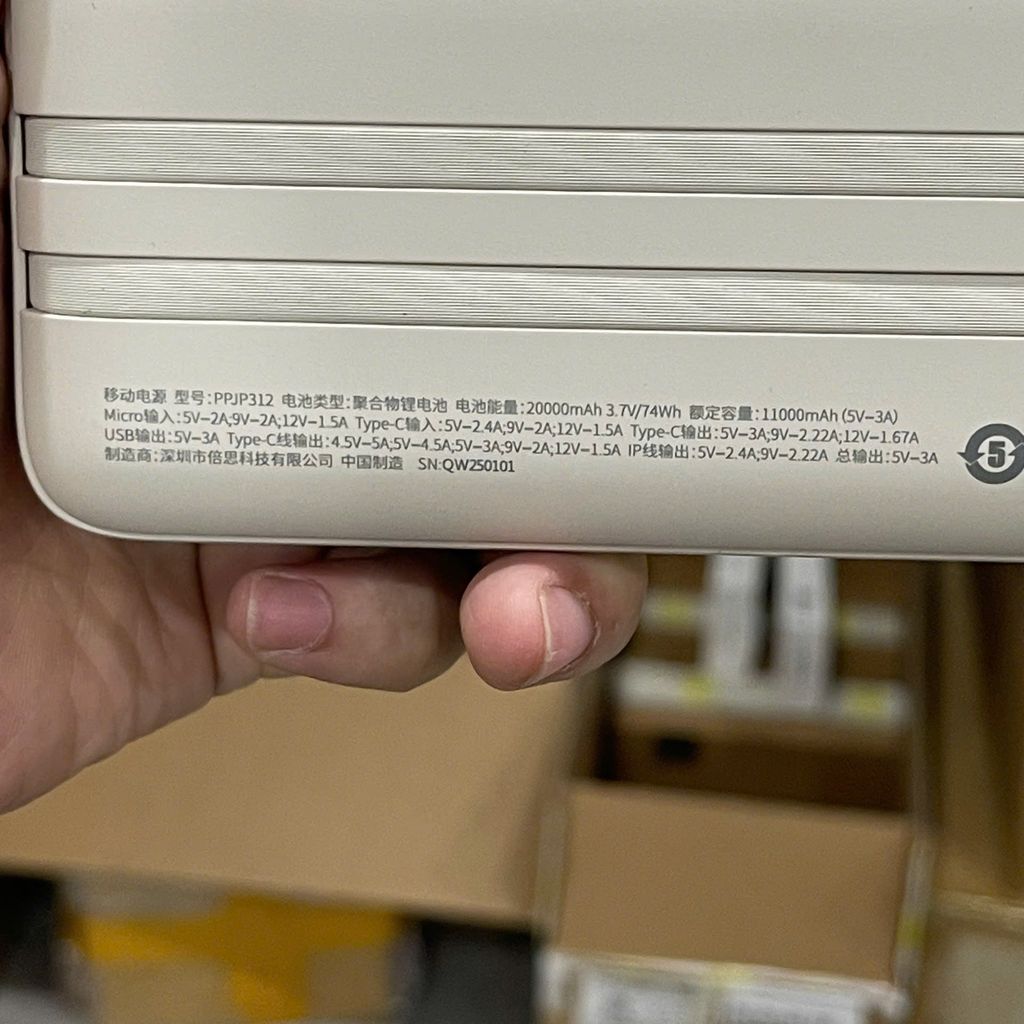 移动电源 型号:PPJP312 电池类型:聚合物锂电池 电池能量:20000mAh 3.7V/74Wh 额定容量:11000mAh (5V⎓3A)
Micro输入:5V⎓2A;9V⎓2A;12V⎓1.5A Type-C输入:5V⎓2.4A;9V⎓2A;12V⎓1.5A Type-C输出:5V⎓3A;9V⎓2.22A;12V⎓1.67A
USB输出:5V⎓3A Type-C线输出:4.5V⎓5A;5V⎓4.5A;5V⎓3A;9V⎓2A;12V⎓1.5A IP线输出:5V⎓2.4A;9V⎓2.22A 总输出:5V⎓3A
制造商:深圳市倍思科技有限公司 中国制造 SN:QW250101
5